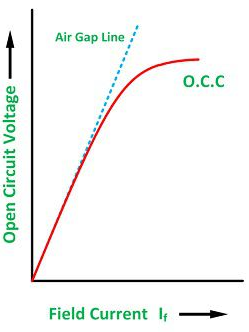 Air Gap Line
O.C.C
Open Circuit Voltage
Field Current If